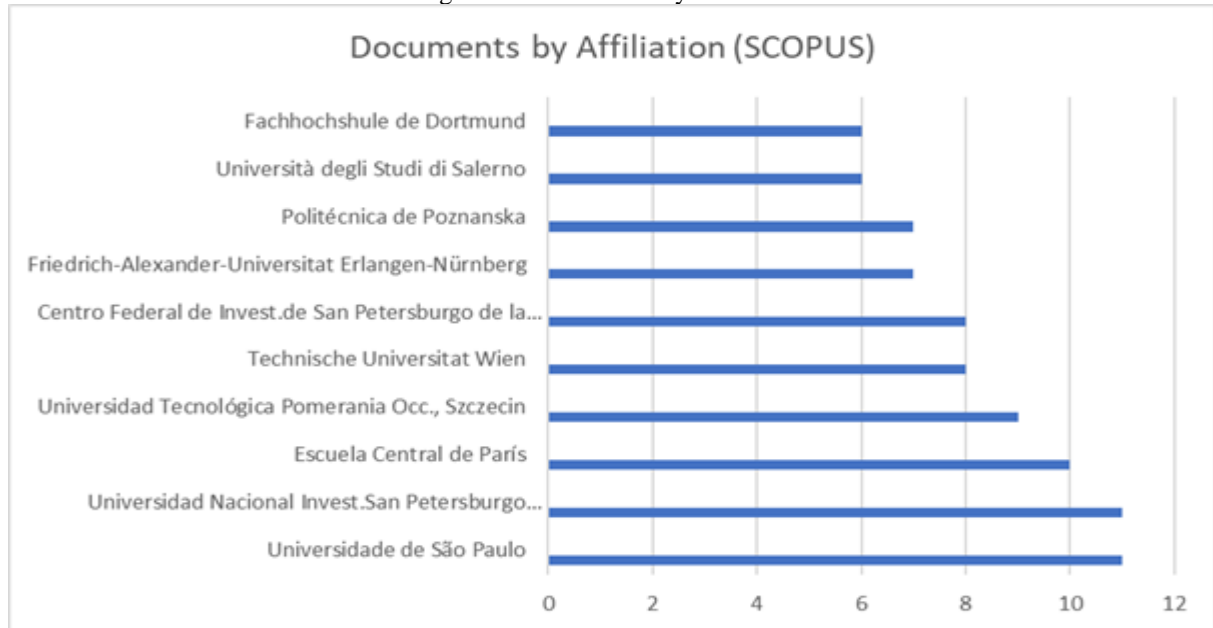 Documents by Affiliation (SCOPUS)
Fachhochshule de Dortmund
Università degli Studi di Salerno
Politécnica de Poznanska
Friedrich-Alexander-Universitat Erlangen-Nürnberg
Centro Federal de Invest.de San Petersburgo de la...
Technische Universitat Wien
Universidad Tecnológica Pomerania Occ., Szczecin
Escuela Central de París
Universidad Nacional Invest.San Petersburgo...
Universidade de São Paulo
0 2 4 6 8 10 12